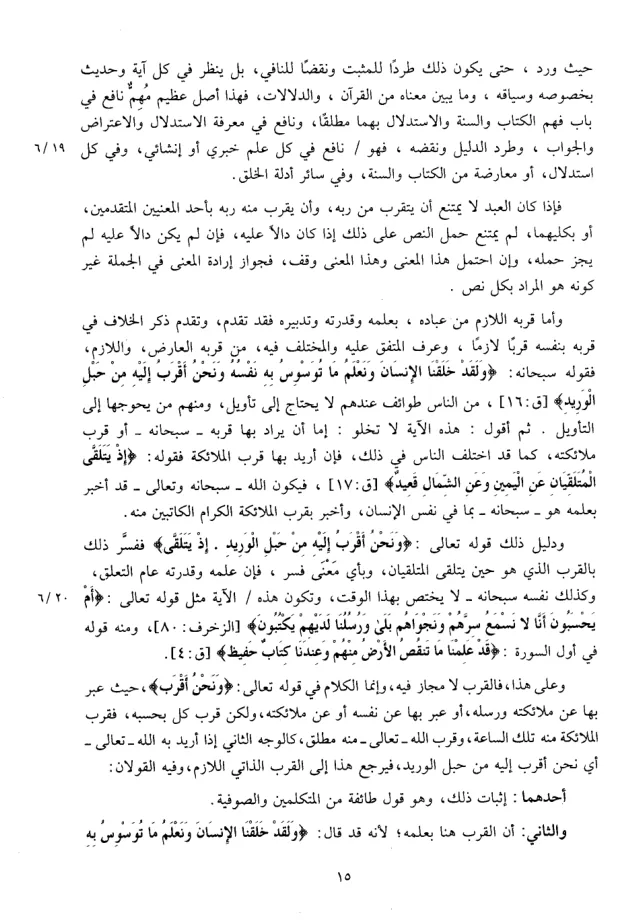 حيث ورد ، حتى يكون ذلك طردًا للمثبت ونقضًا للنافي، بل ينظر في كل آية وحديث
بخصوصه وسياقه ، وما يبين معناه من القرآن ، والدلالات، فهذا أصل عظيم مُهِمٌّ نافع في
باب فهم الكتاب والسنة والاستدلال بهما مطلقًا، ونافع في معرفة الاستدلال والاعتراض
والجواب ، وطرد الدليل ونقضه ، فهو / نافع في كل علم خبري أو إنشائي، وفي كل
٦/١٩
استدلال، أو معارضة من الكتاب والسنة، وفي سائر أدلة الخلق.
فإذا كان العبد لا يمتنع أن يتقرب من ربه، وأن يقرب منه ربه بأحد المعنيين المتقدمين،
أو بكليهما، لم يمتنع حمل النص على ذلك إذا كان دالاً عليه، فإن لم يكن دالاً عليه لم
يجز حمله، وإن احتمل هذا المعنى وهذا المعنى وقف، فجواز إرادة المعنى في الجملة غير
كونه هو المراد بكل نص .
وأما قربه اللازم من عباده ، بعلمه وقدرته وتدبيره فقد تقدم، وتقدم ذكر الخلاف في
قربه بنفسه قربًا لازمًا ، وعرف المتفق عليه والمختلف فيه، من قربه العارض، واللازم،
فقوله سبحانه: ﴿وَلَقَدْ خَلَقْنَا الإِنسَانَ وَنَعْلَمُ مَا تُوَسْوِسُ بِهِ نَفْسُهُ وَنَحْنُ أَقْرَبُ إِلَيْهِ مِنْ حَبْلِ
الْوَرِيدِ﴾ [ق:١٦] ، من الناس طوائف عندهم لا يحتاج إلى تأويل، ومنهم من يحوجها إلى
التأويل . ثم أقول : هذه الآية لا تخلو : إما أن يراد بها قربه ـ سبحانه ـ أو قرب
ملائكته، كما قد اختلف الناس في ذلك، فإن أريد بها قرب الملائكة فقوله: ﴿إِذْ يَتَلَقَّى
الْمُتَلَقِّيَانِ عَنِ الْيَمِينِ وَعَنِ الشِّمَالِ قَعِيدٌ﴾ [ق:١٧] ، فيكون الله ـ سبحانه وتعالى ـ قد أخبر
بعلمه هو ـ سبحانه ـ بما في نفس الإنسان، وأخبر بقرب الملائكة الكرام الكاتبين منه.
ودليل ذلك قوله تعالى :﴿وَنَحْنُ أَقْرَبُ إِلَيْهِ مِنْ حَبْلِ الْوَرِيدِ . إِذْ يَتَلَقَّى﴾ ففسَّر ذلك
بالقرب الذي هو حين يتلقى المتلقيان، وبأي مَعْنًى فسر ، فإن علمه وقدرته عام التعلق،
وكذلك نفسه سبحانه ـ لا يختص بهذا الوقت، وتكون هذه / الآية مثل قوله تعالى :﴿أَمْ
٦/٢٠
يَحْسَبُونَ أَنَّا لا نَسْمَعُ سِرَّهُمْ وَنَجْوَاهُم بَلَى وَرُسُلُنَا لَدَيْهِمْ يَكْتُبُونَ﴾ [الزخرف:٨٠]، ومنه قوله
في أول السورة :﴿قَدْ عَلِمْنَا مَا تَنقُصُ الأَرْضُ مِنْهُمْ وَعِندَنَا كِتَابٌ حَفِيظٌ﴾ [ق:٤].
وعلى هذا، فالقرب لا مجاز فيه، وإنما الكلام في قوله تعالى:﴿وَنَحْنُ أَقْرَبُ﴾،حيث عبر
بها عن ملائكته ورسله،أو عبر بها عن نفسه أو عن ملائكته،ولكن قرب كل بحسبه، فقرب
الملائكة منه تلك الساعة،وقرب الله ـ تعالى ـ منه مطلق،كالوجه الثاني إذا أريد به الله ـ تعالى ـ
أي نحن أقرب إليه من حبل الوريد،فيرجع هذا إلى القرب الذاتي اللازم،وفيه القولان:
أحدهما: إثبات ذلك، وهو قول طائفة من المتكلمين والصوفية.
والثاني: أن القرب هنا بعلمه؛ لأنه قد قال: ﴿وَلَقَدْ خَلَقْنَا الإِنسَانَ وَنَعْلَمُ مَا تُوَسْوِسُ بِهِ
١٥